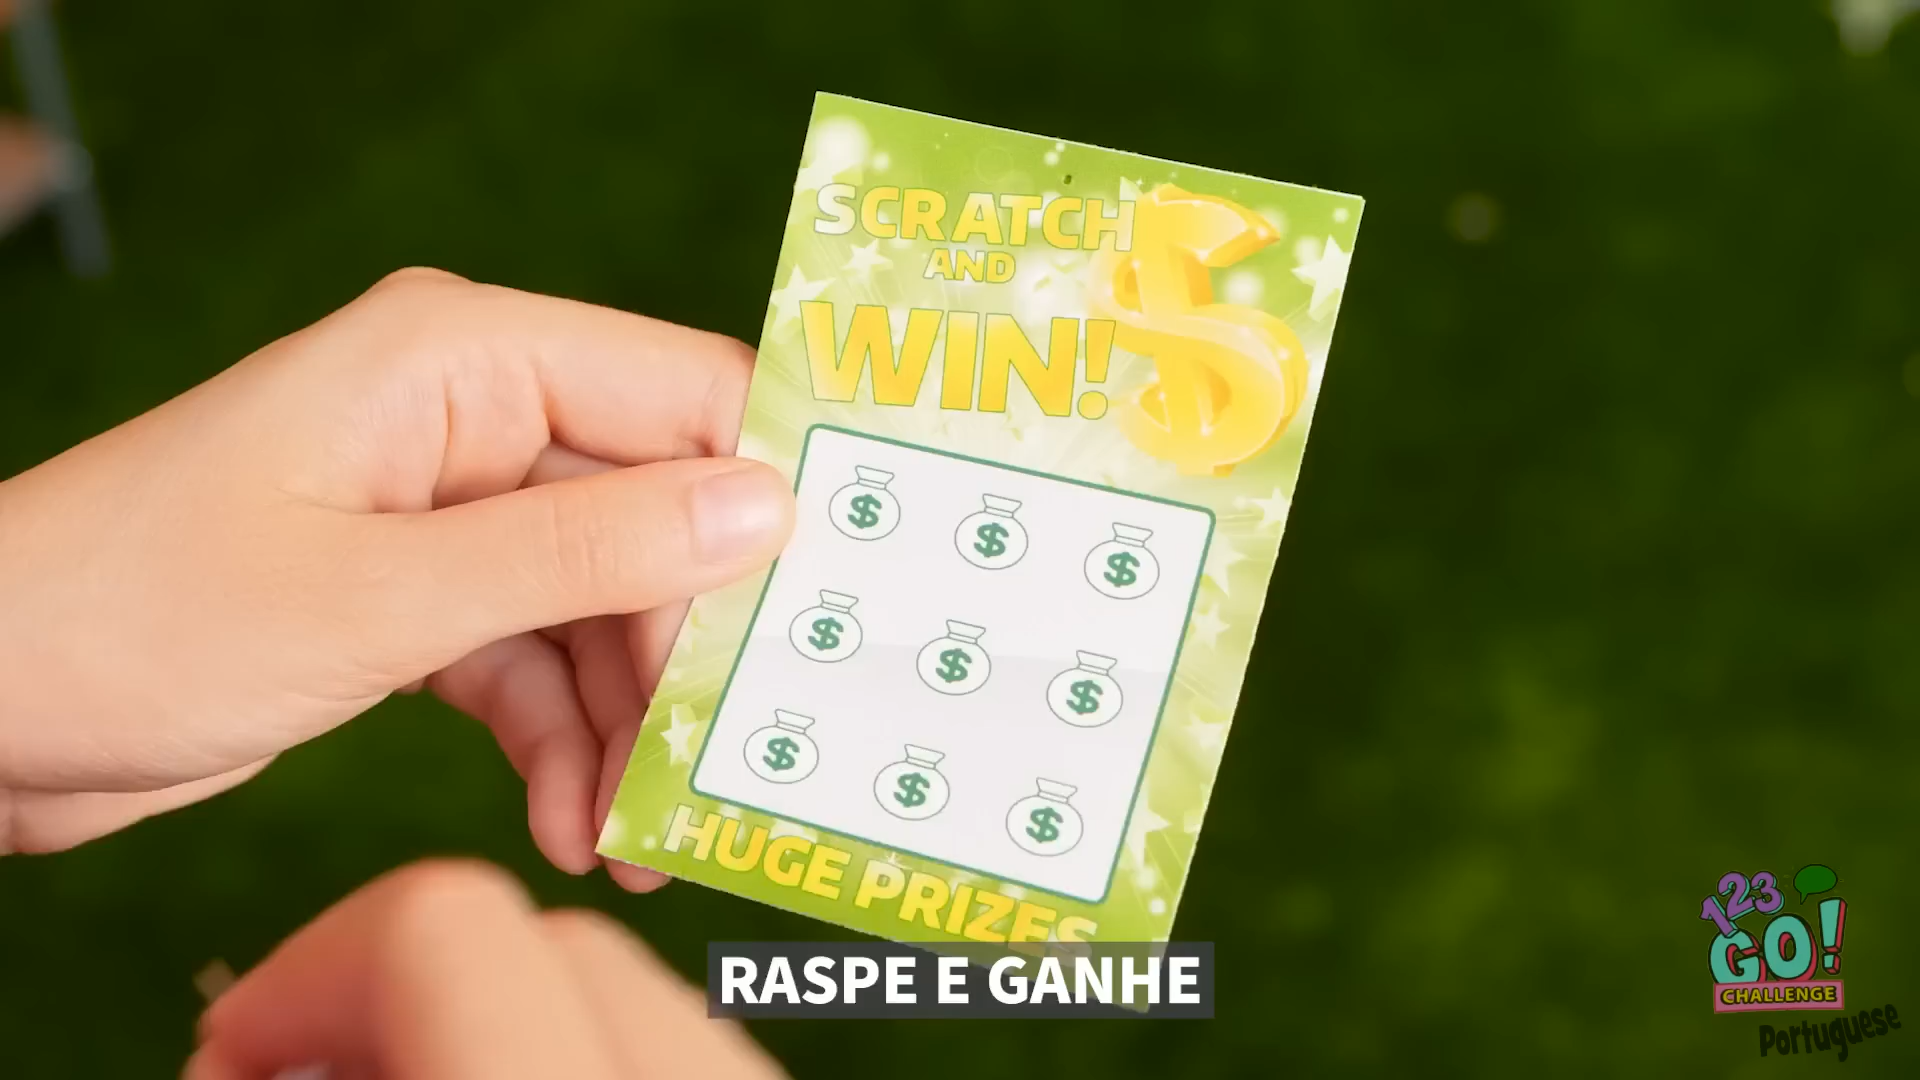 SCRATCH
AND
WIN!
$
$ $ $
$ $ $
$ $ $
HUGE PRIZES
RASPE E GANHE
123
GO!
CHALLENGE
Portuguese